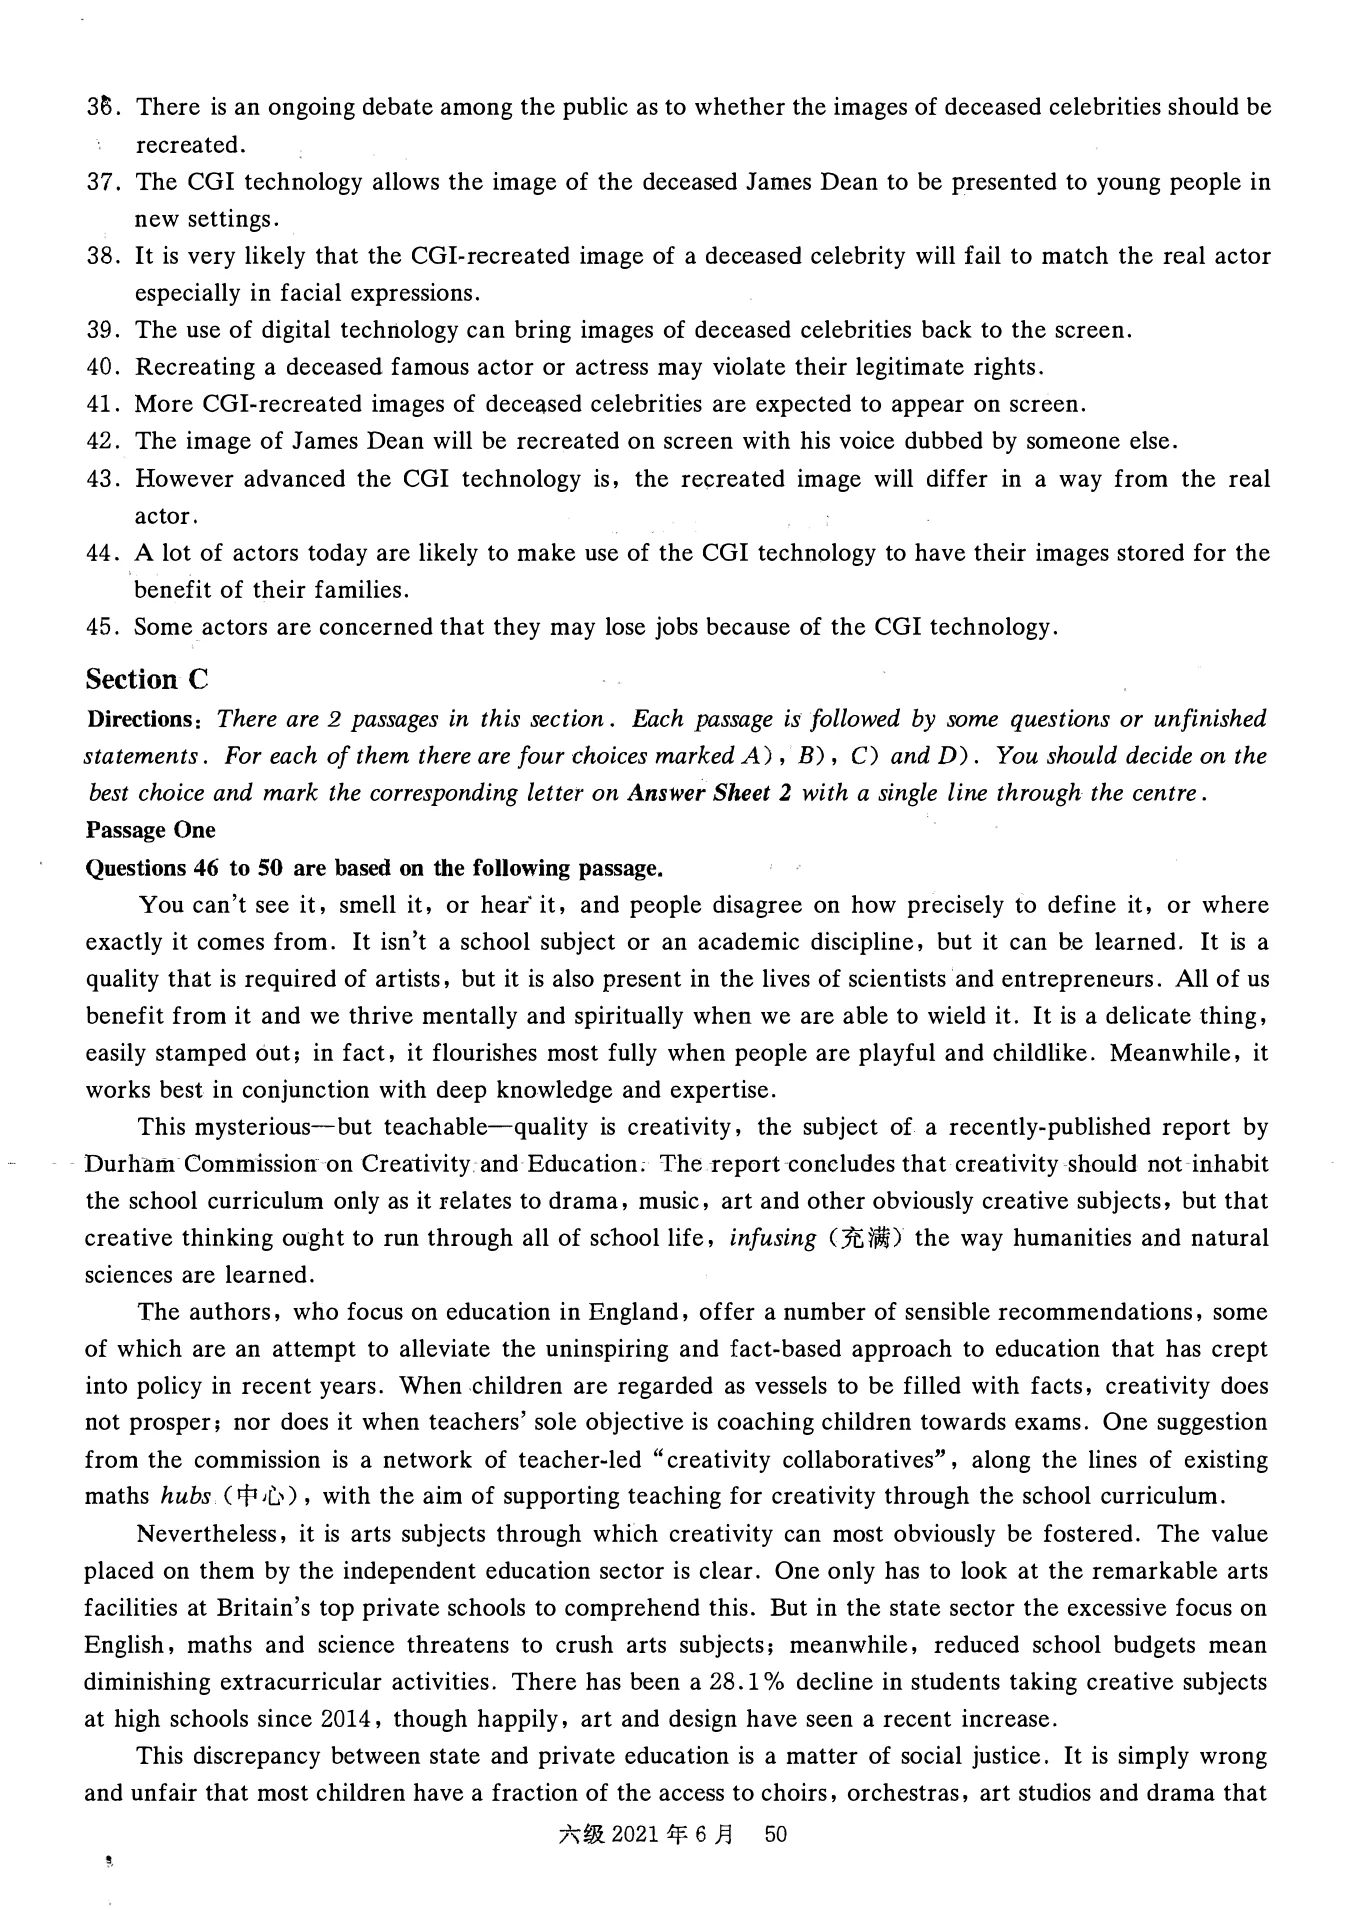 36. There is an ongoing debate among the public as to whether the images of deceased celebrities should be
recreated.
37. The CGI technology allows the image of the deceased James Dean to be presented to young people in
new settings.
38. It is very likely that the CGI-recreated image of a deceased celebrity will fail to match the real actor
especially in facial expressions.
39. The use of digital technology can bring images of deceased celebrities back to the screen.
40. Recreating a deceased famous actor or actress may violate their legitimate rights.
41. More CGI-recreated images of deceased celebrities are expected to appear on screen.
42. The image of James Dean will be recreated on screen with his voice dubbed by someone else.
43. However advanced the CGI technology is, the recreated image will differ in a way from the real
actor.
44. A lot of actors today are likely to make use of the CGI technology to have their images stored for the
benefit of their families.
45. Some actors are concerned that they may lose jobs because of the CGI technology.
Section C
Directions: There are 2 passages in this section. Each passage is followed by some questions or unfinished
statements. For each of them there are four choices marked A), B), C) and D). You should decide on the
best choice and mark the corresponding letter on Answer Sheet 2 with a single line through the centre.
Passage One
Questions 46 to 50 are based on the following passage.
You can't see it, smell it, or hear it, and people disagree on how precisely to define it, or where
exactly it comes from. It isn't a school subject or an academic discipline, but it can be learned. It is a
quality that is required of artists, but it is also present in the lives of scientists and entrepreneurs. All of us
benefit from it and we thrive mentally and spiritually when we are able to wield it. It is a delicate thing,
easily stamped out; in fact, it flourishes most fully when people are playful and childlike. Meanwhile, it
works best in conjunction with deep knowledge and expertise.
This mysterious—but teachable—quality is creativity, the subject of a recently-published report by
Durham Commission on Creativity and Education. The report concludes that creativity should not inhabit
the school curriculum only as it relates to drama, music, art and other obviously creative subjects, but that
creative thinking ought to run through all of school life, infusing (充满) the way humanities and natural
sciences are learned.
The authors, who focus on education in England, offer a number of sensible recommendations, some
of which are an attempt to alleviate the uninspiring and fact-based approach to education that has crept
into policy in recent years. When children are regarded as vessels to be filled with facts, creativity does
not prosper; nor does it when teachers' sole objective is coaching children towards exams. One suggestion
from the commission is a network of teacher-led "creativity collaboratives", along the lines of existing
maths hubs (中心), with the aim of supporting teaching for creativity through the school curriculum.
Nevertheless, it is arts subjects through which creativity can most obviously be fostered. The value
placed on them by the independent education sector is clear. One only has to look at the remarkable arts
facilities at Britain's top private schools to comprehend this. But in the state sector the excessive focus on
English, maths and science threatens to crush arts subjects; meanwhile, reduced school budgets mean
diminishing extracurricular activities. There has been a 28.1% decline in students taking creative subjects
at high schools since 2014, though happily, art and design have seen a recent increase.
This discrepancy between state and private education is a matter of social justice. It is simply wrong
and unfair that most children have a fraction of the access to choirs, orchestras, art studios and drama that
六级 2021 年 6 月 50